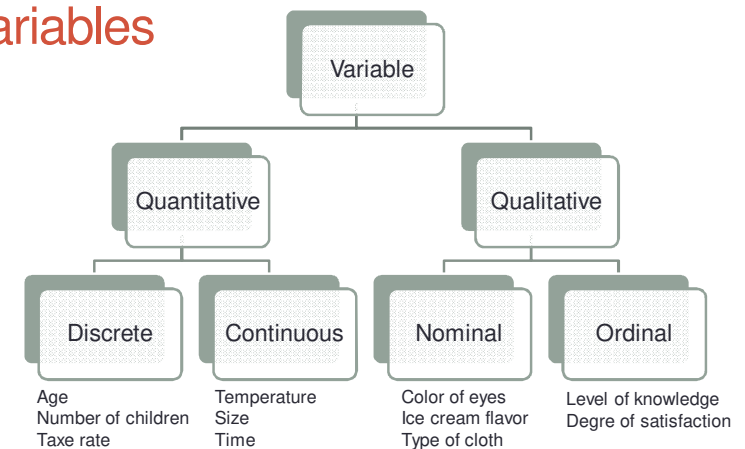 ariables
Variable
Quantitative
Qualitative
Discrete
Continuous
Nominal
Ordinal
Age
Number of children
Taxe rate
Temperature
Size
Time
Color of eyes
Ice cream flavor
Type of cloth
Level of knowledge
Degre of satisfaction